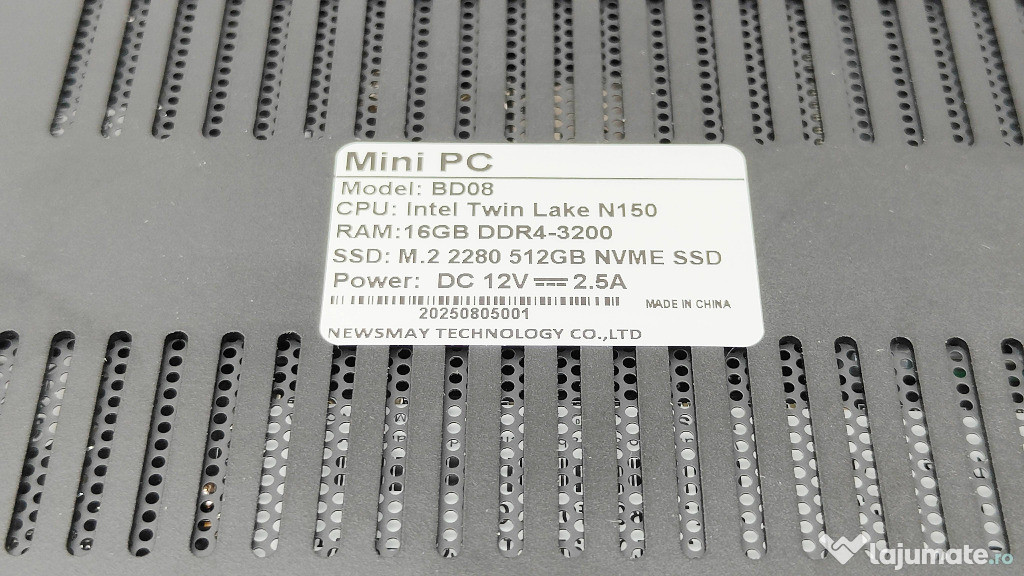 Mini PC
Model: BD08
CPU: Intel Twin Lake N150
RAM:16GB DDR4-3200
SSD: M.2 2280 512GB NVME SSD
Power: DC 12V ⎓ 2.5A
MADE IN CHINA
20250805001
NEWSMAY TECHNOLOGY CO.,LTD
lajumate.ro